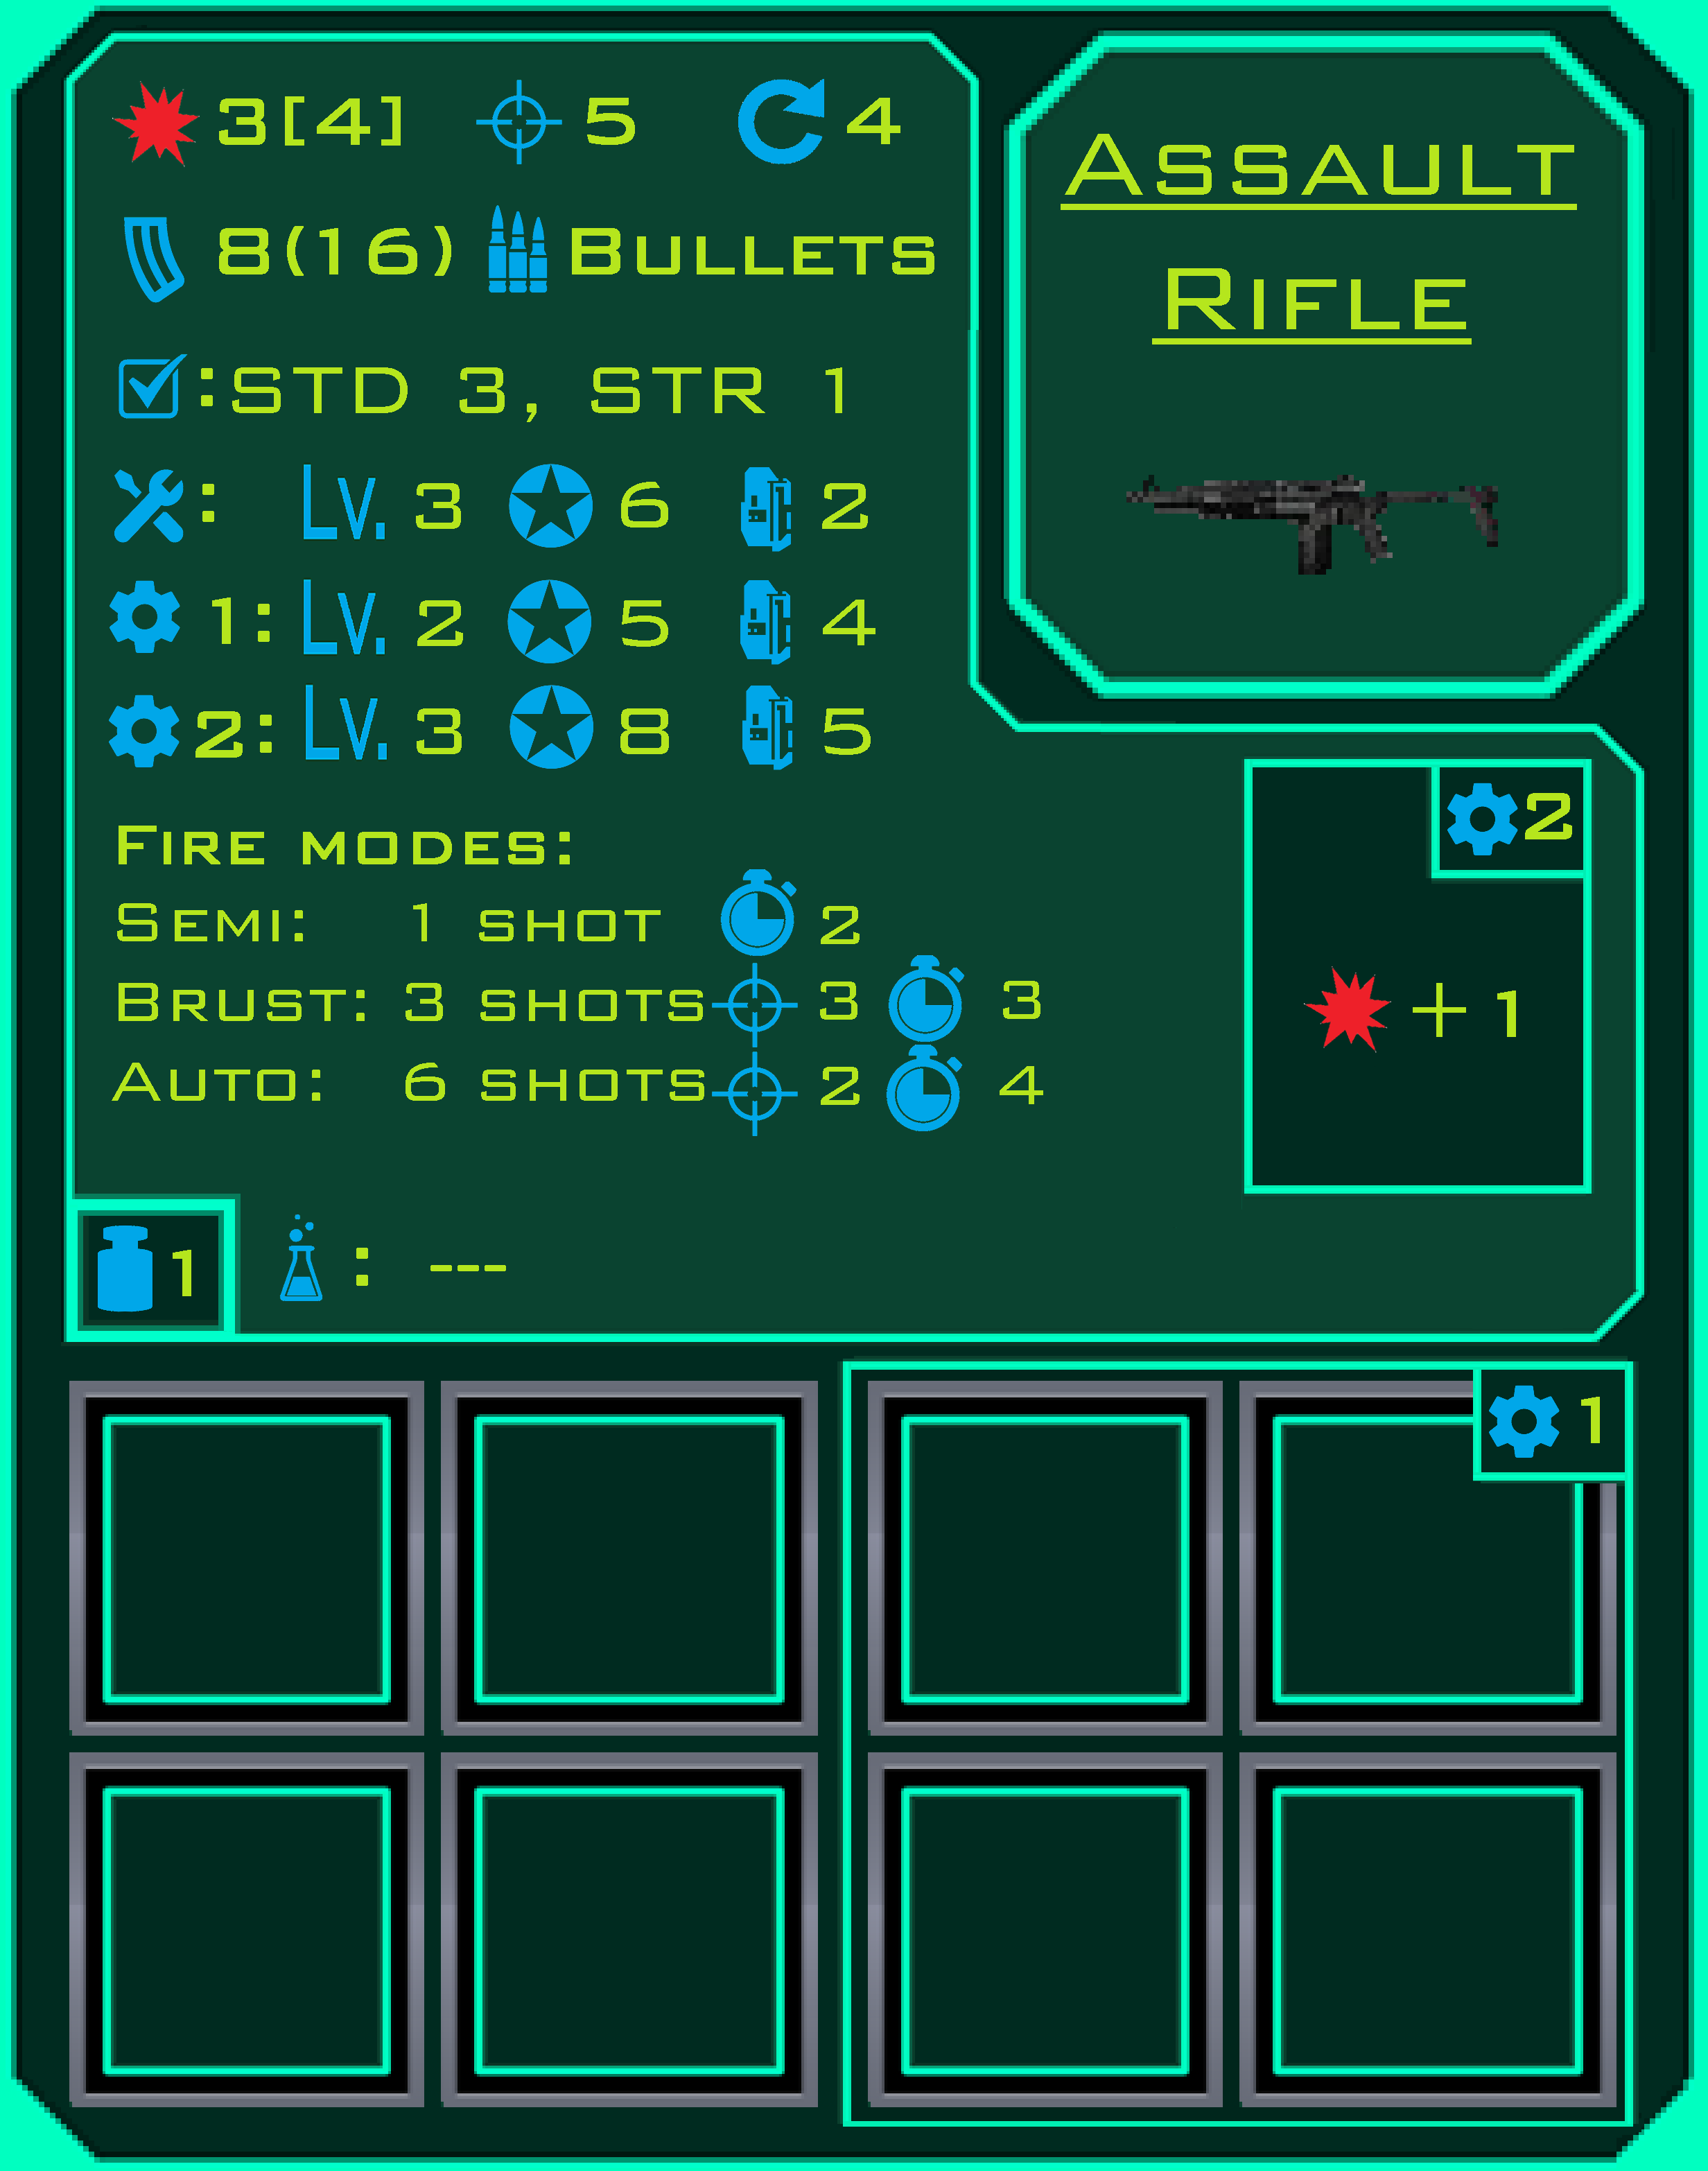 3[4] 5 4
8(16) Bullets
:STD 3, STR 1
: Lv. 3 6 2
1: Lv. 2 5 4
2: Lv. 3 8 5
Assault
Rifle
Fire modes:
Semi: 1 shot 2
Brust: 3 shots 3 3
Auto: 6 shots 2 4
2
+ 1
1 : ---
1